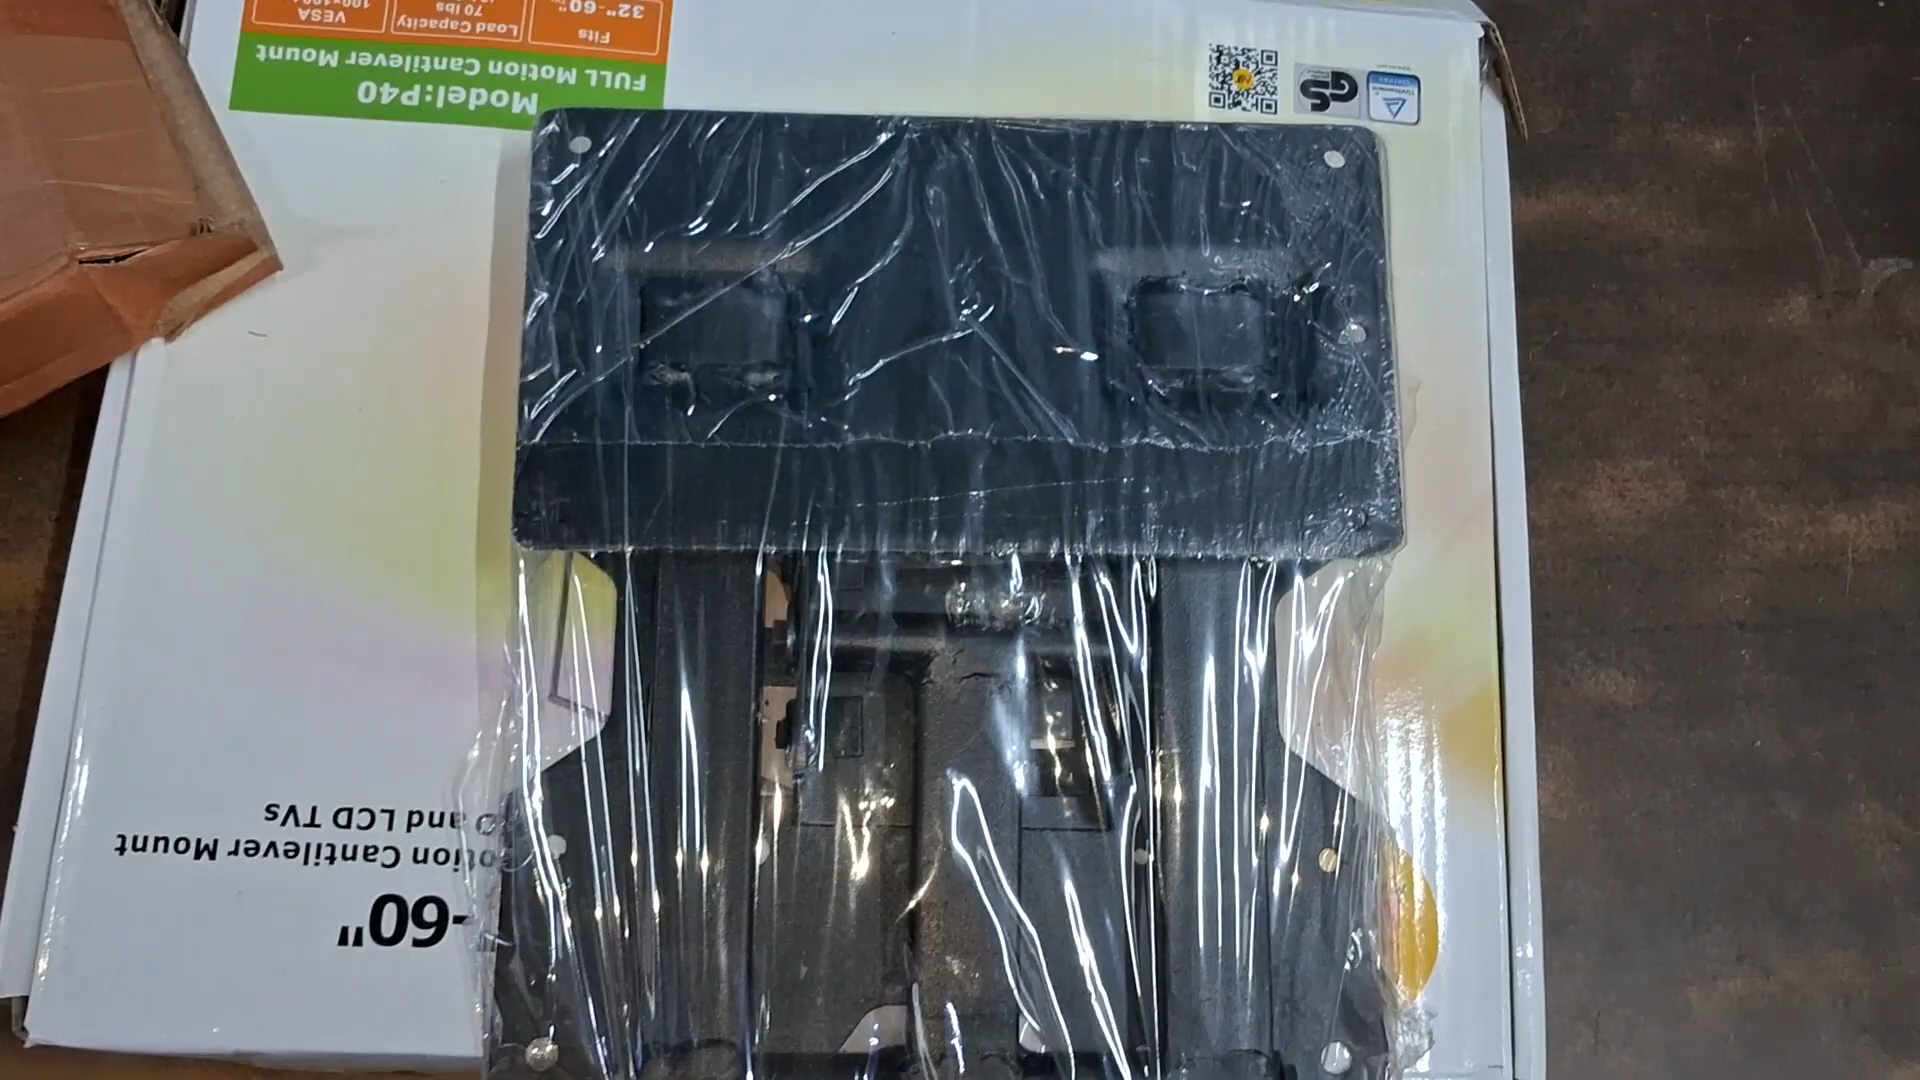 -60"
otion Cantilever Mount
D and LCD TVs
Model:P40
FULL Motion Cantilever Mount
Fits
32"-60"
Load Capacity
70 lbs
VESA
GS